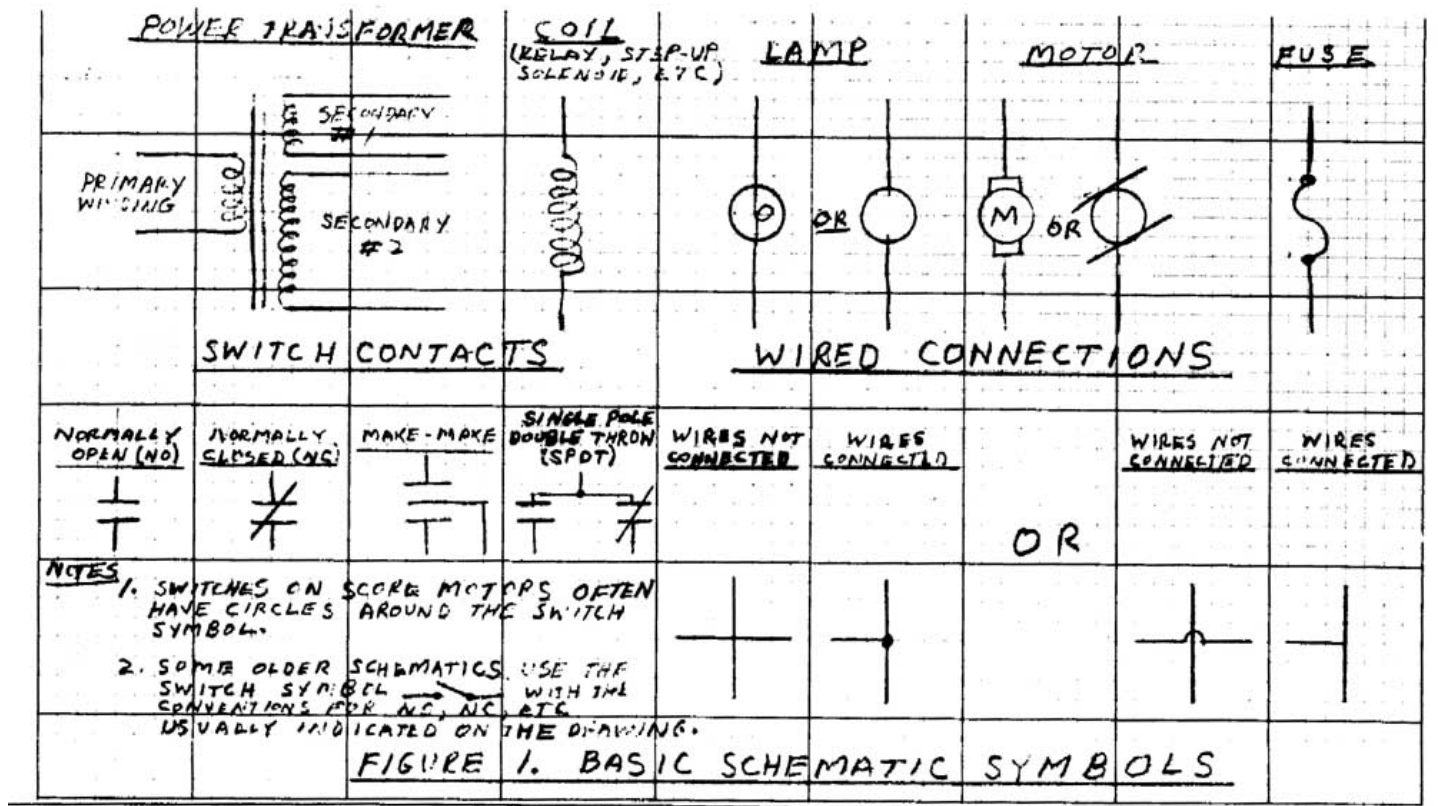 POWER TRANSFORMER
COIL
(RELAY, STEP-UP
SOLENOID, ETC)
LAMP
MOTOR
FUSE
SECONDARY
#1
PRIMARY
WINDING
SECONDARY
#2
OR
M
OR
SWITCH CONTACTS
WIRED CONNECTIONS
NORMALLY
OPEN (NO)
NORMALLY
CLOSED (NC)
MAKE-MAKE
SINGLE POLE
DOUBLE THROW
(SPDT)
WIRES NOT
CONNECTED
WIRES
CONNECTED
WIRES NOT
CONNECTED
WIRES
CONNECTED
OR
NOTES
1. SWITCHES ON SCORE MOTORS OFTEN
HAVE CIRCLES AROUND THE SWITCH
SYMBOL.
2. SOME OLDER SCHEMATICS USE THE
SWITCH SYMBOL WITH THE
CONVENTIONS FOR NC, ETC
USUALLY INDICATED ON THE DRAWING.
FIGURE 1. BASIC SCHEMATIC SYMBOLS